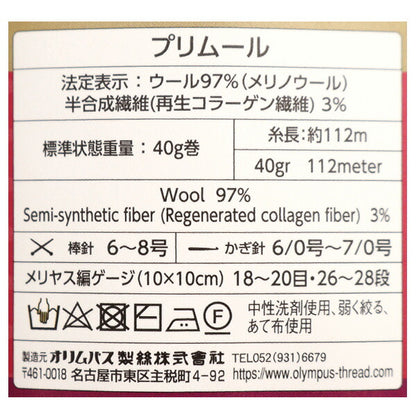 プリムール
法定表示：ウール97%(メリノウール)
半合成繊維(再生コラーゲン繊維) 3%
標準状態重量：40g巻
糸長：約112m
40gr 112meter
Wool 97%
Semi-synthetic fiber (Regenerated collagen fiber) 3%
棒針 6〜8号 かぎ針 6/0号〜7/0号
メリヤス編ゲージ(10×10cm) 18〜20目・26〜28段
F
中性洗剤使用、弱く絞る、
あて布使用。
製造元 オリムパス製絲株式会社 TEL052(931)6679
〒461-0018 名古屋市東区主税町4-92 https://www.olympus-thread.com